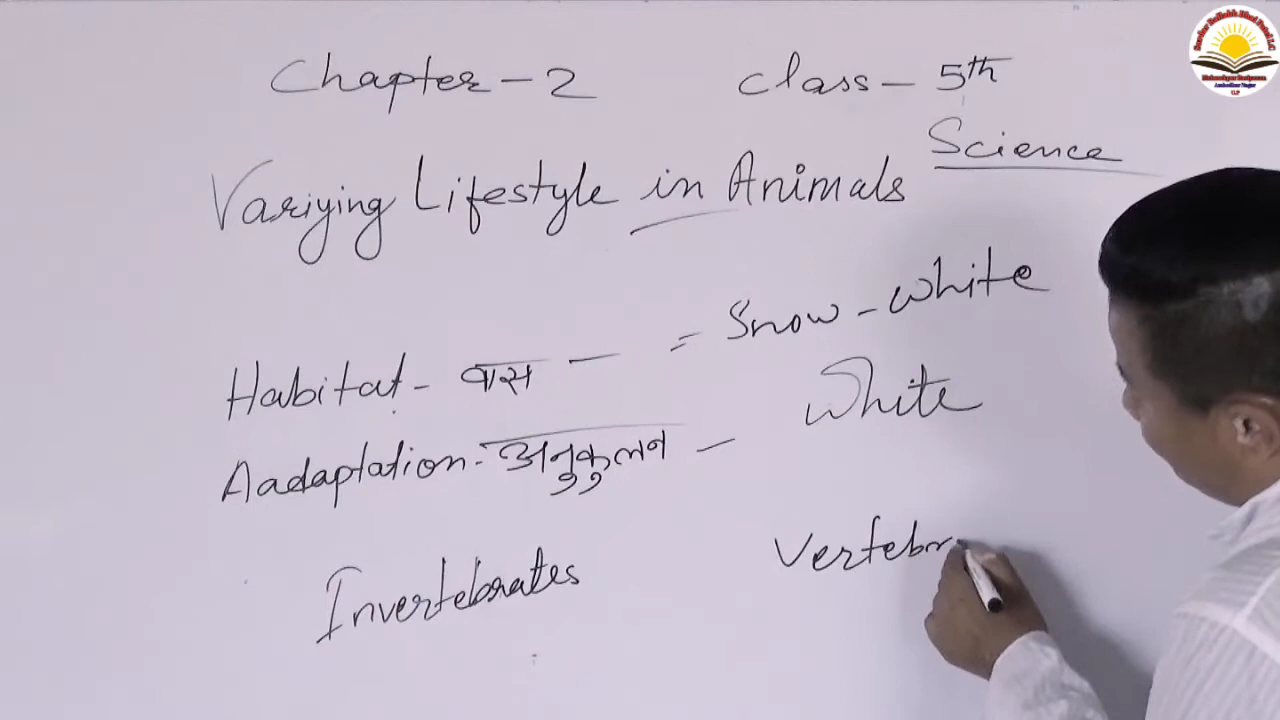 Chapter - 2 Class - 5th
Science
Variying Lifestyle in Animals
Habitat - वास — = Snow - white
Aadaptation - अनुकुलन — White
Invertebrates Vertebr